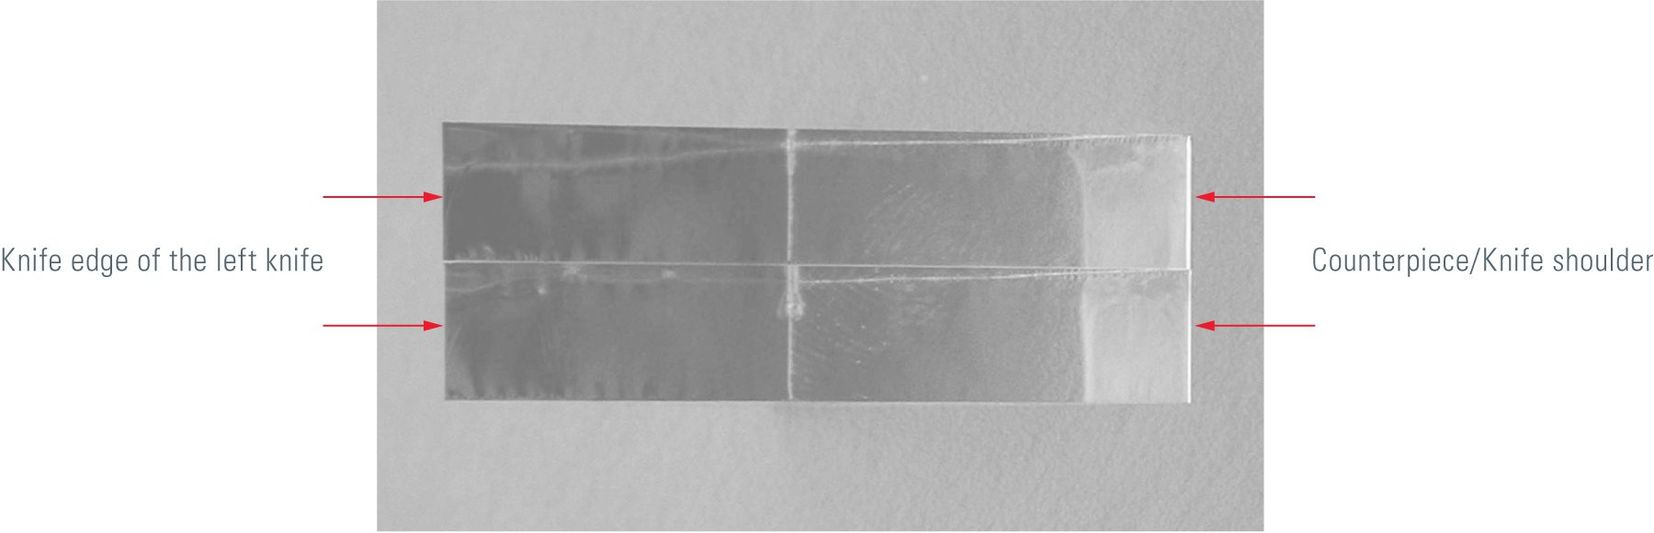 Knife edge of the left knife
Counterpiece/Knife shoulder